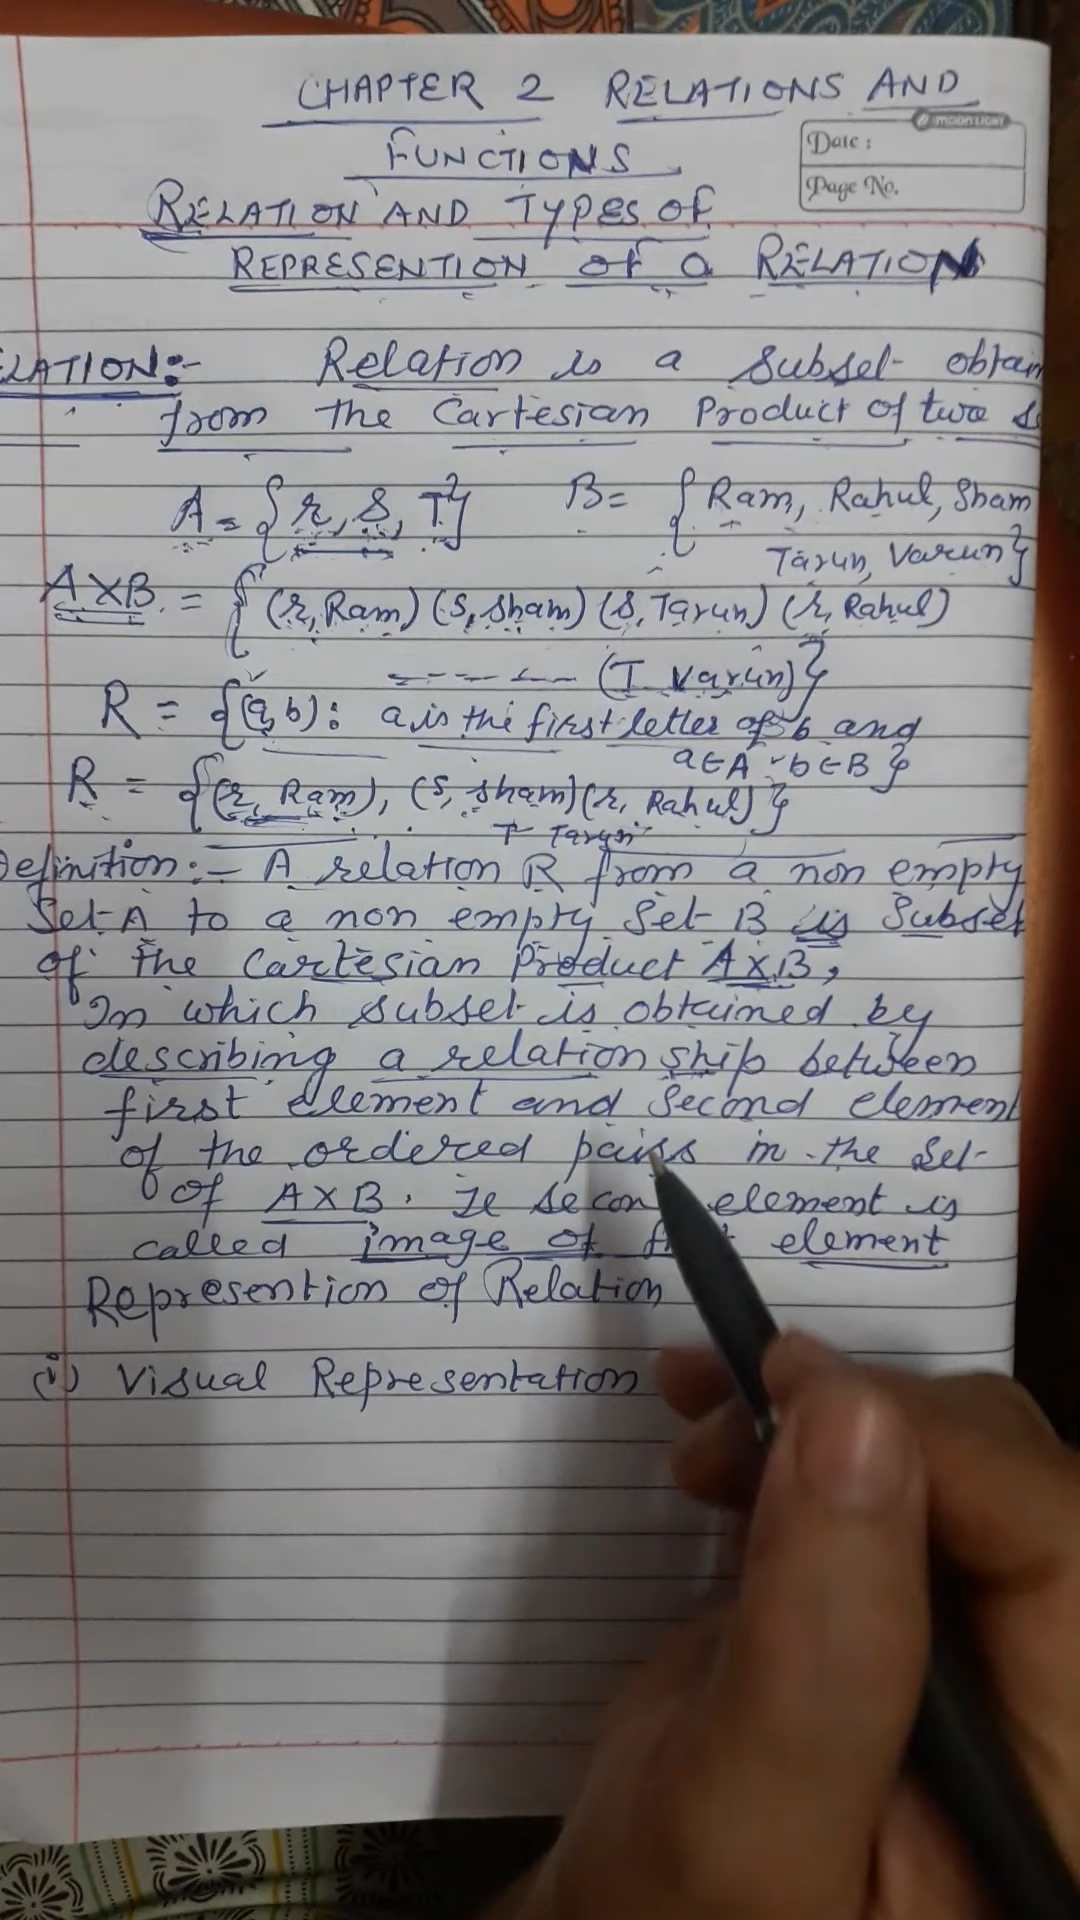 CHAPTER 2 RELATIONS AND
MOONLIGHT
Date :
FUNCTIONS
Page No.
RELATION AND TYPES OF
REPRESENTION OF a RELATION
LATION:- Relation is a Subset obtain
from the Cartesian Product of two s
A = {r, S, T} B = {Ram, Rahul, Sham
Tarun, Varun}
A×B = {(r, Ram) (s, Sham) (s, Tarun) (r, Rahul)
------ (T Varun)}
R = {(a, b): a is the first letter of b and
a∈A b∈B}
R = {(r, Ram), (s, sham) (r, Rahul)}
T Tarun
Definition:- A relation R from a non empty
Set A to a non empty Set B is Subset
of the Cartesian Product A×B,
In which subset is obtained by
describing a relationship between
first element and Second element
of the ordered pairs in the Set
of A×B. secon element is
called image of element
Represention of Relation
(i) Visual Representation